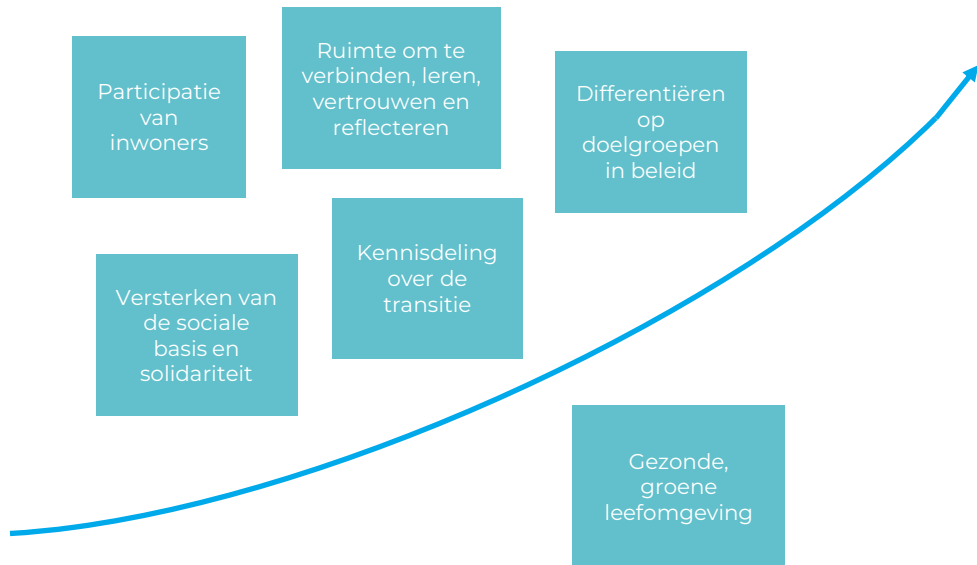 Participatie
van
inwoners
Ruimte om te
verbinden, leren,
vertrouwen en
reflecteren
Differentiëren
op
doelgroepen
in beleid
Versterken van
de sociale
basis en
solidariteit
Kennisdeling
over de
transitie
Gezonde,
groene
leefomgeving